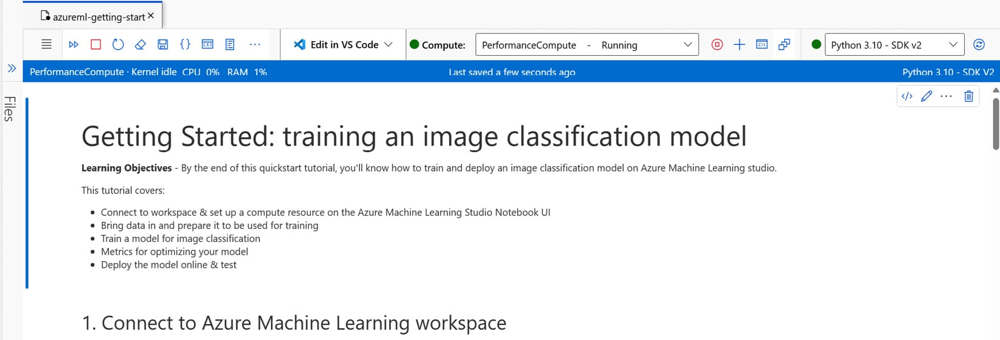 azureml-getting-start
Edit in VS Code
Compute:
PerformanceCompute - Running
Python 3.10 - SDK v2
PerformanceCompute · Kernel idle CPU 0% RAM 1%
Last saved a few seconds ago
Python 3.10 - SDK V2
Files
Getting Started: training an image classification model
Learning Objectives - By the end of this quickstart tutorial, you'll know how to train and deploy an image classification model on Azure Machine Learning studio.
This tutorial covers:
• Connect to workspace & set up a compute resource on the Azure Machine Learning Studio Notebook UI
• Bring data in and prepare it to be used for training
• Train a model for image classification
• Metrics for optimizing your model
• Deploy the model online & test
1. Connect to Azure Machine Learning workspace